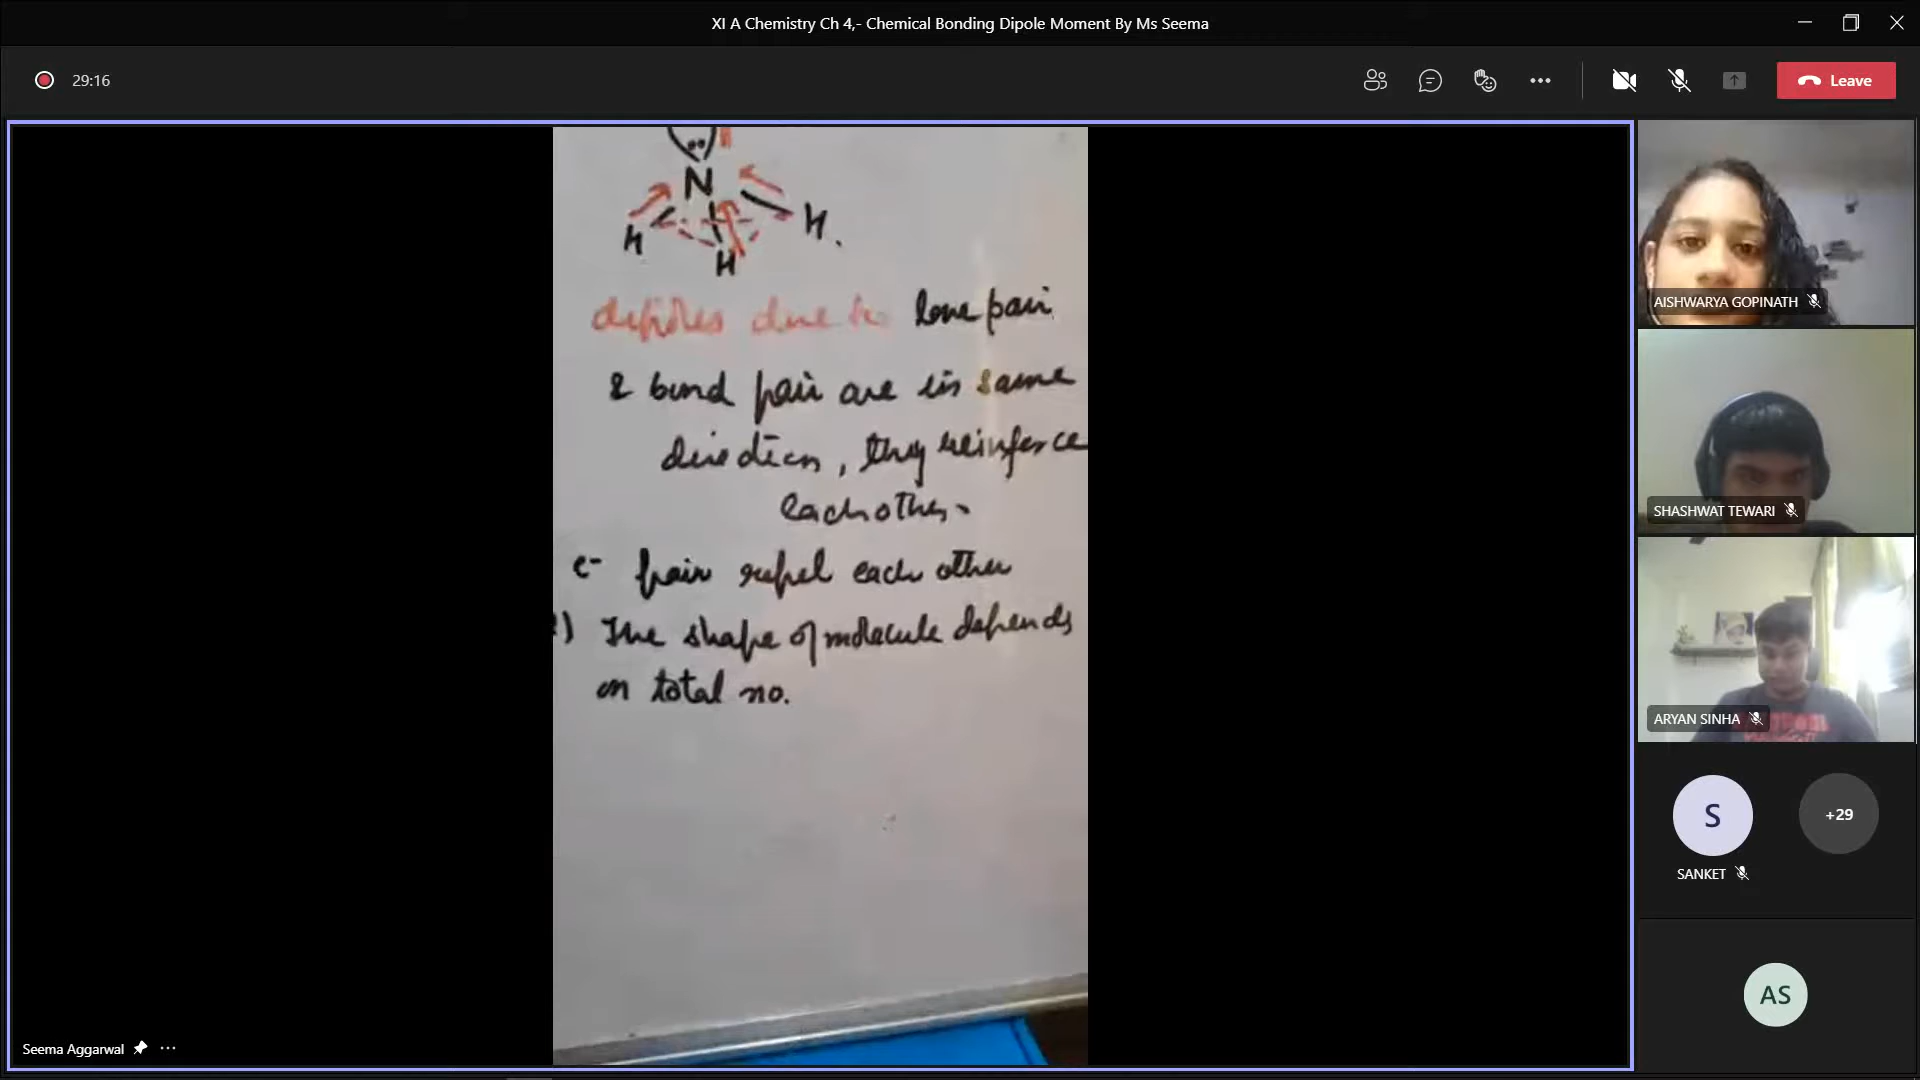 XI A Chemistry Ch 4,- Chemical Bonding Dipole Moment By Ms Seema
29:16
Leave
N
H
H
H.
dipoles due to lone pair
& bond pair are in same
direction, they reinforce
each other.
e- pair repel each other
) The shape of molecule depends
on total no.
AISHWARYA GOPINATH
SHASHWAT TEWARI
ARYAN SINHA
S
+29
SANKET
AS
Seema Aggarwal